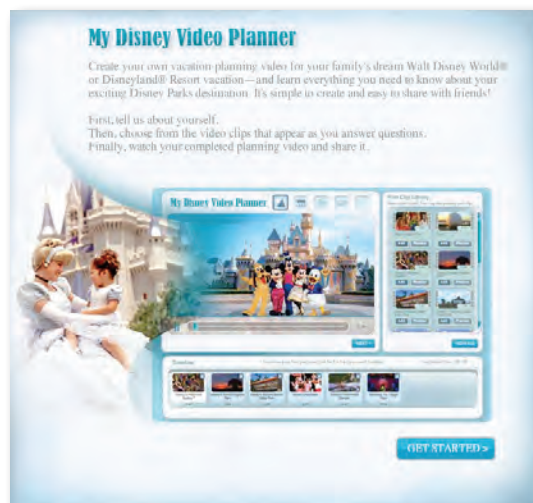 My Disney Video Planner
Create your own vacation-planning video for your family's dream Walt Disney World®
or Disneyland® Resort vacation—and learn everything you need to know about your
exciting Disney Parks destination. It's simple to create and easy to share with friends!
First, tell us about yourself.
Then, choose from the video clips that appear as you answer questions.
Finally, watch your completed planning video and share it.
My Disney Video Planner
Timeline
GET STARTED »